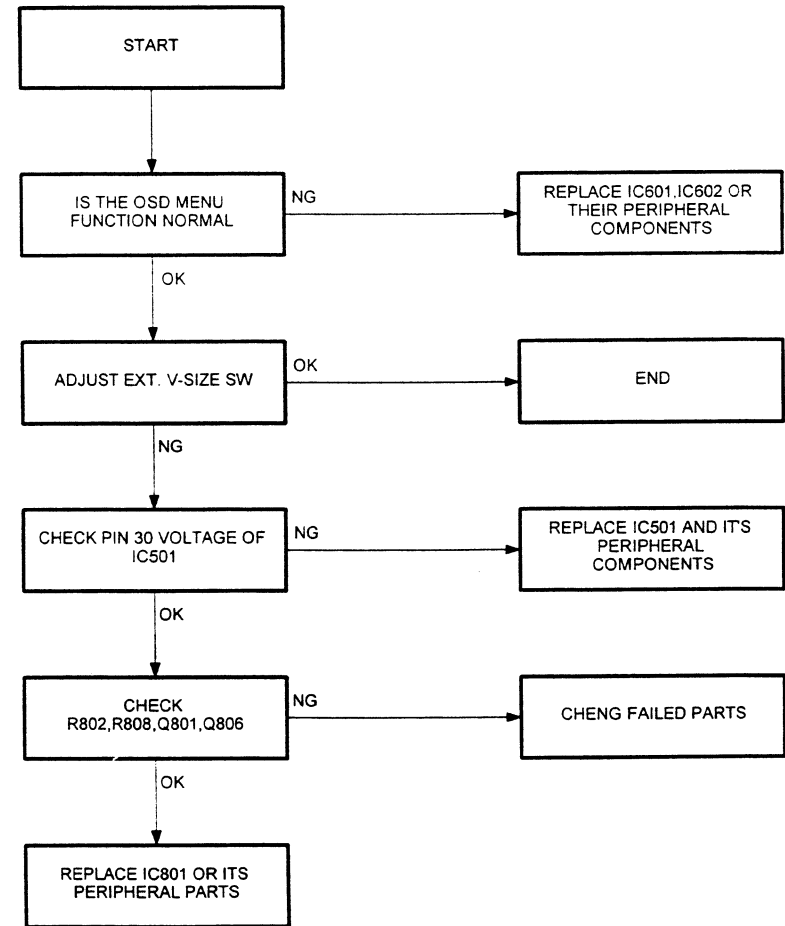 START
IS THE OSD MENU
FUNCTION NORMAL
NG
REPLACE IC601,IC602 OR
THEIR PERIPHERAL
COMPONENTS
OK
ADJUST EXT. V-SIZE SW
OK
END
NG
CHECK PIN 30 VOLTAGE OF
IC501
NG
REPLACE IC501 AND IT'S
PERIPHERAL
COMPONENTS
OK
CHECK
R802,R808,Q801,Q806
NG
CHENG FAILED PARTS
OK
REPLACE IC801 OR ITS
PERIPHERAL PARTS